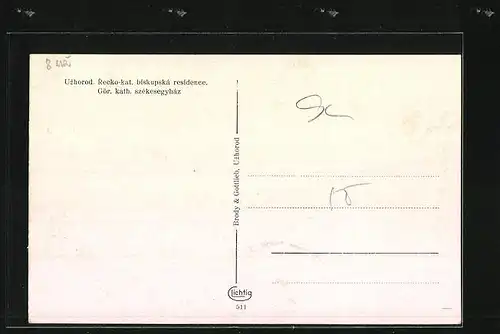 Užhorod. Řecko-kat. biskupská residence.
Gör. kath. székesegyház
Brody & Gottlieb, Užhorod
Lichtig
511